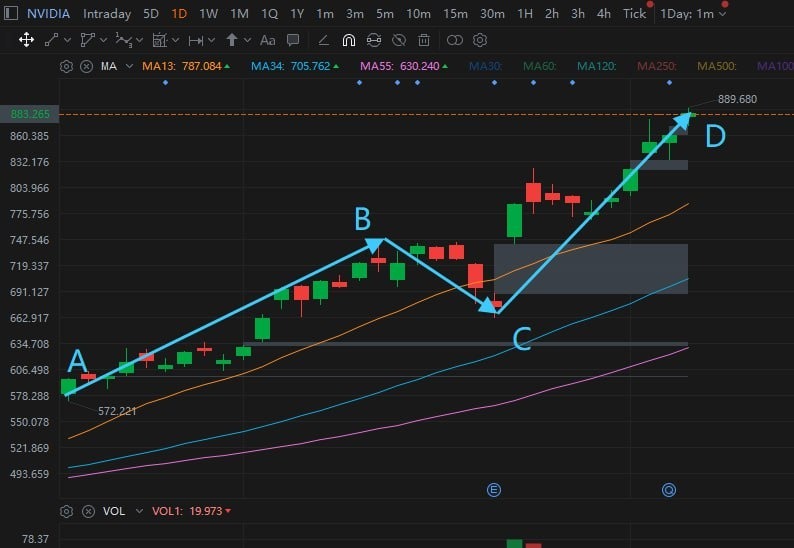 NVIDIA Intraday 5D 1D 1W 1M 1Q 1Y 1m 3m 5m 10m 15m 30m 1H 2h 3h 4h Tick 1Day: 1m
Aa
MA MA13: 787.084 MA34: 705.762 MA55: 630.240 MA30: MA60: MA120: MA250: MA500: MA100
889.680
883.265
D
860.385
832.176
803.966
775.756
B
747.546
719.337
691.127
662.917
C
634.708
A
606.498
572.221
578.288
550.078
521.869
493.659
E
Q
VOL VOL1: 19.973
78.37